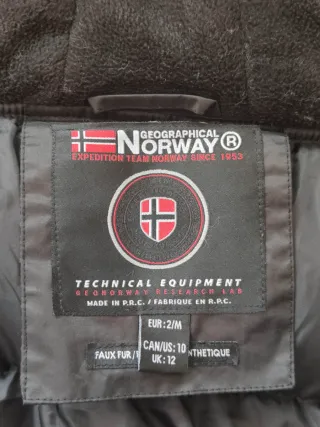 GEOGRAPHICAL
NORWAY®
EXPEDITION TEAM NORWAY SINCE 1953
TECHNICAL EQUIPMENT
GEONORWAY RESEARCH LAB
MADE IN P.R.C. / FABRIQUE EN R.P.C.
EUR: 2/M
CAN/US: 10
UK: 12
FAUX FUR /